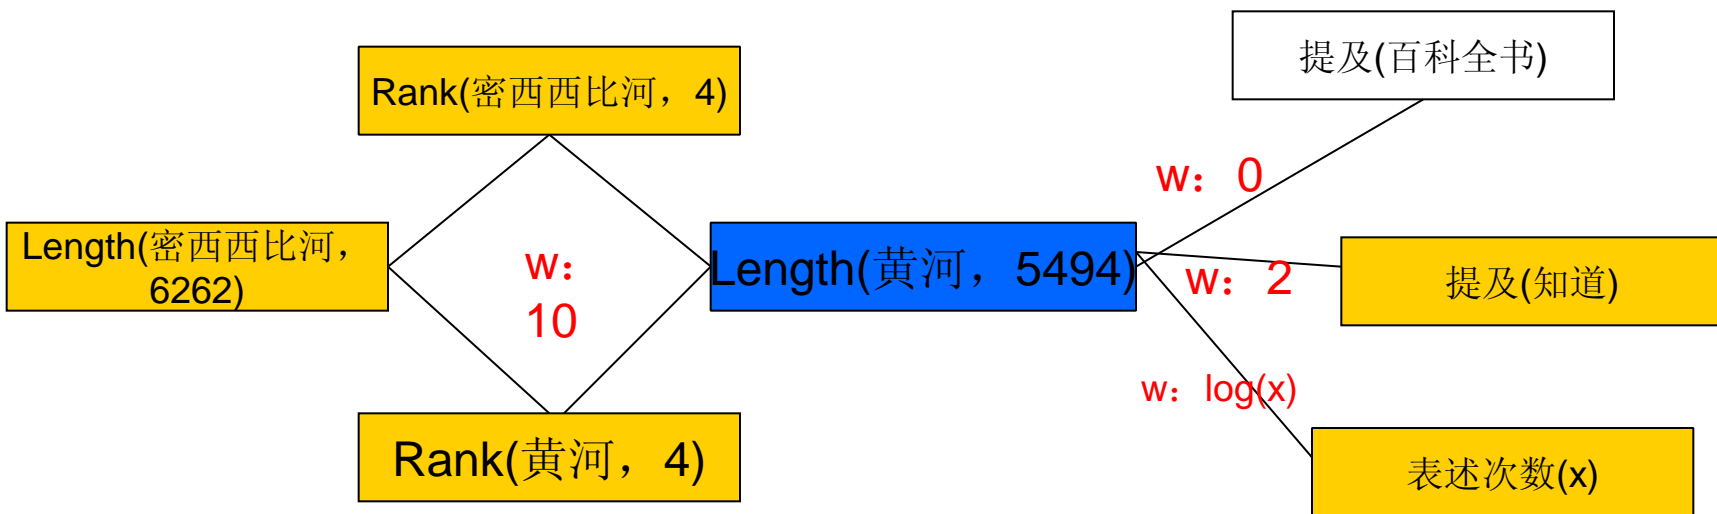 提及(百科全书)
Rank(密西西比河，4)
w：0
Length(密西西比河，
6262)
w：
10
Length(黄河，5494)
w：2
提及(知道)
w：log(x)
Rank(黄河，4)
表述次数(x)